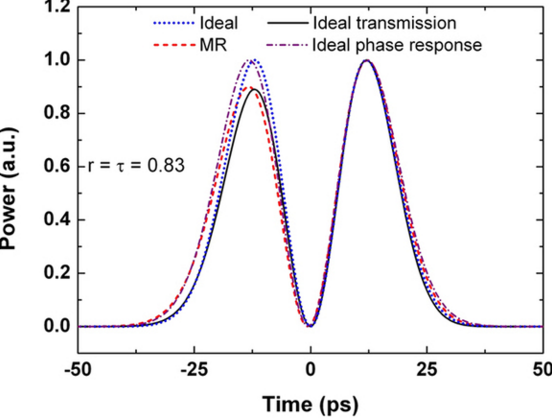 1.2
1.0
0.8
0.6
0.4
0.2
0.0
Power (a.u.)
Ideal
Ideal transmission
MR
Ideal phase response
r = τ = 0.83
-50
-25
0
25
50
Time (ps)